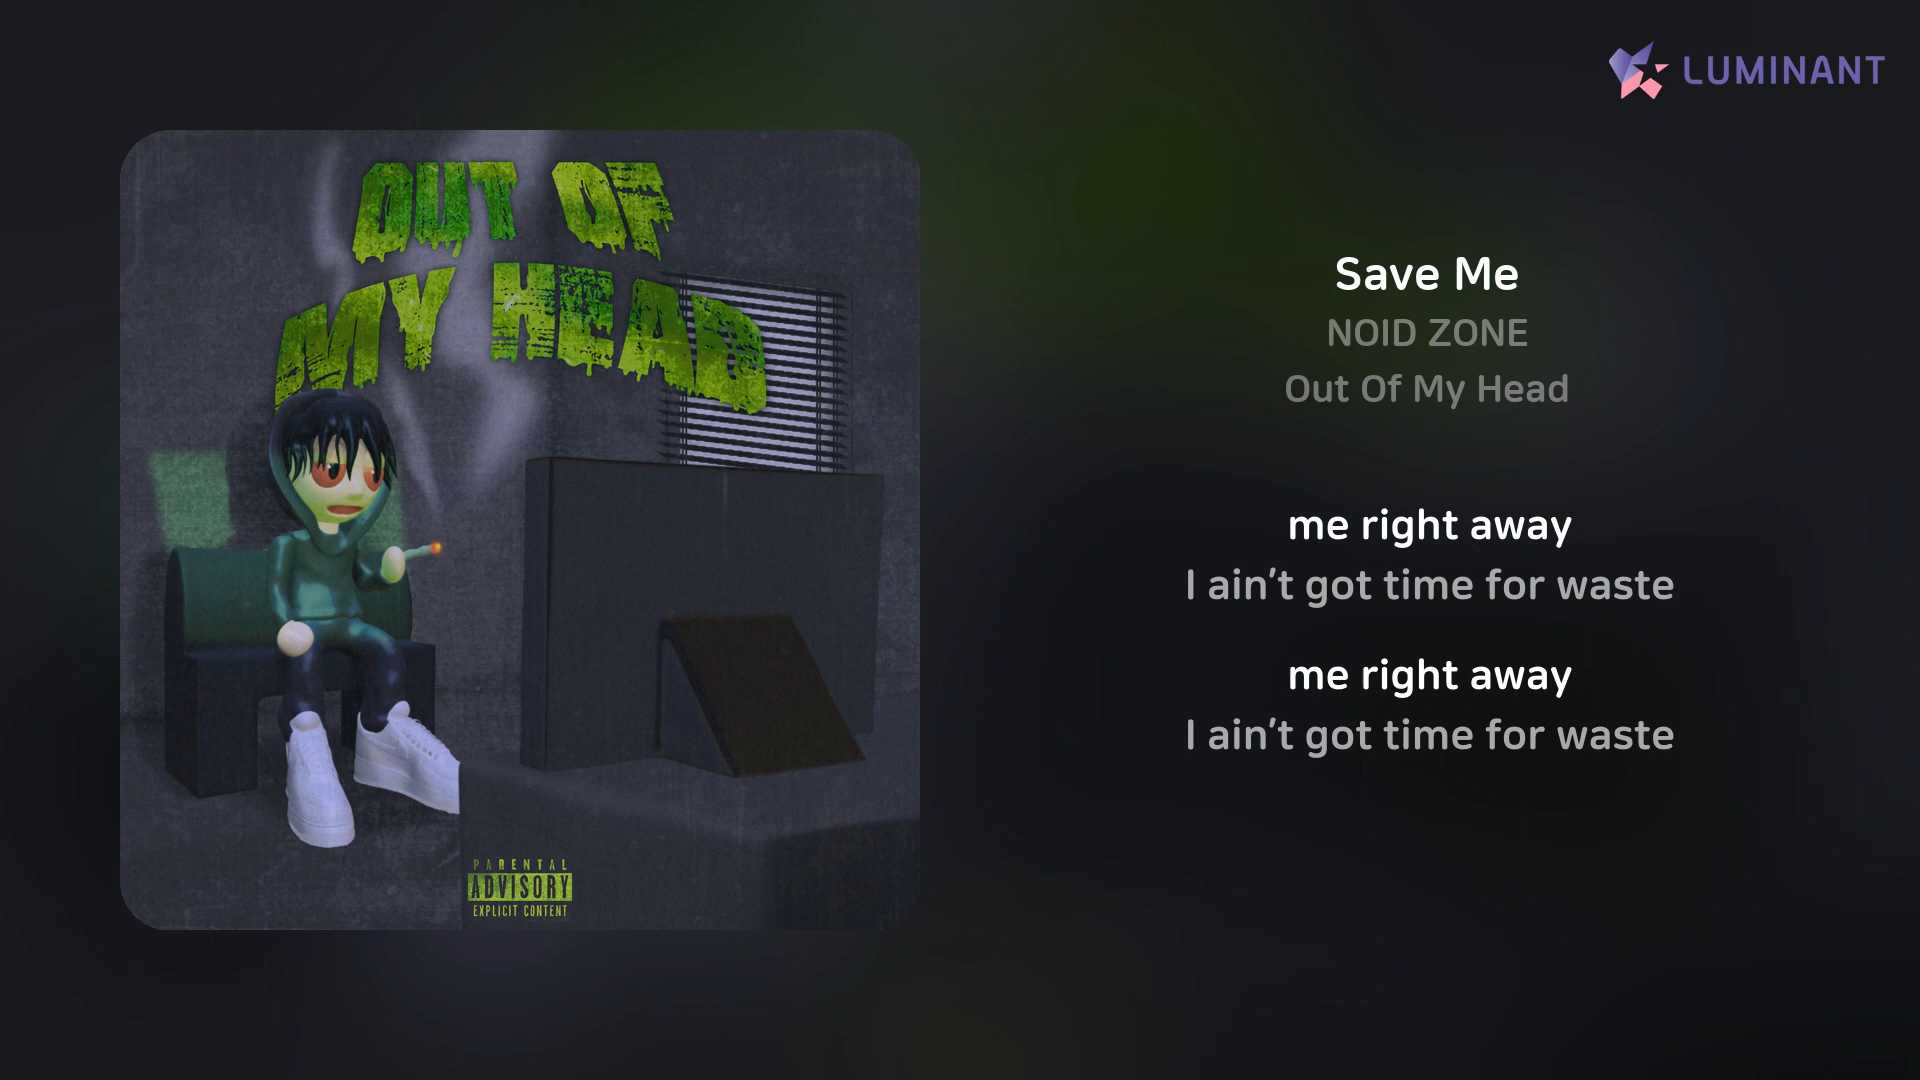 LUMINANT
OUT OF
MY HEAD
PARENTAL
ADVISORY
EXPLICIT CONTENT
Save Me
NOID ZONE
Out Of My Head
me right away
I ain't got time for waste
me right away
I ain't got time for waste